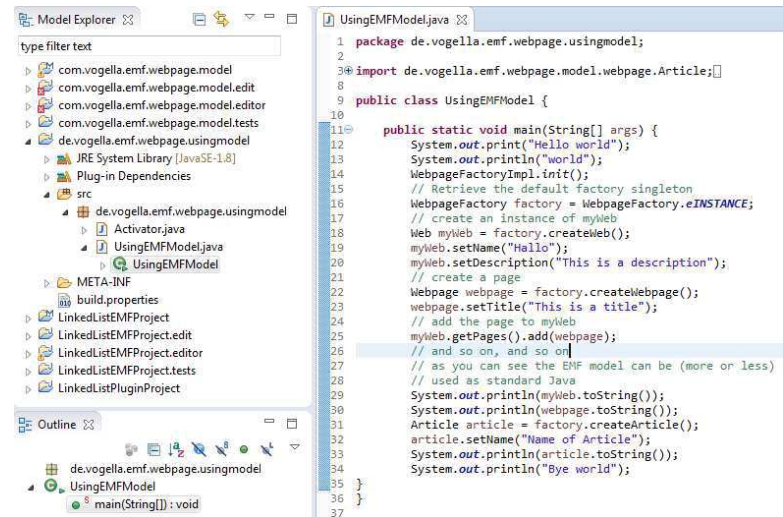 Model Explorer
type filter text
com.vogella.emf.webpage.model
com.vogella.emf.webpage.model.edit
com.vogella.emf.webpage.model.editor
com.vogella.emf.webpage.model.tests
de.vogella.emf.webpage.usingmodel
JRE System Library [JavaSE-1.8]
Plug-in Dependencies
src
de.vogella.emf.webpage.usingmodel
Activator.java
UsingEMFModel.java
UsingEMFModel
META-INF
build.properties
LinkedListEMFProject
LinkedListEMFProject.edit
LinkedListEMFProject.editor
LinkedListEMFProject.tests
LinkedListPluginProject
Outline
de.vogella.emf.webpage.usingmodel
UsingEMFModel
main(String[]) : void
UsingEMFModel.java
1 package de.vogella.emf.webpage.usingmodel;
2
3 import de.vogella.emf.webpage.model.webpage.Article;
8
9 public class UsingEMFModel {
10
11 public static void main(String[] args) {
12 System.out.print("Hello world");
13 System.out.println("world");
14 WebpageFactoryImpl.init();
15 // Retrieve the default factory singleton
16 WebpageFactory factory = WebpageFactory.eINSTANCE;
17 // create an instance of myWeb
18 Web myWeb = factory.createWeb();
19 myWeb.setName("Hallo");
20 myWeb.setDescription("This is a description");
21 // create a page
22 Webpage webpage = factory.createWebpage();
23 webpage.setTitle("This is a title");
24 // add the page to myWeb
25 myWeb.getPages().add(webpage);
26 // and so on, and so on
27 // as you can see the EMF model can be (more or less)
28 // used as standard Java
29 System.out.println(myWeb.toString());
30 System.out.println(webpage.toString());
31 Article article = factory.createArticle();
32 article.setName("Name of Article");
33 System.out.println(article.toString());
34 System.out.println("Bye world");
35 }
36 }
37